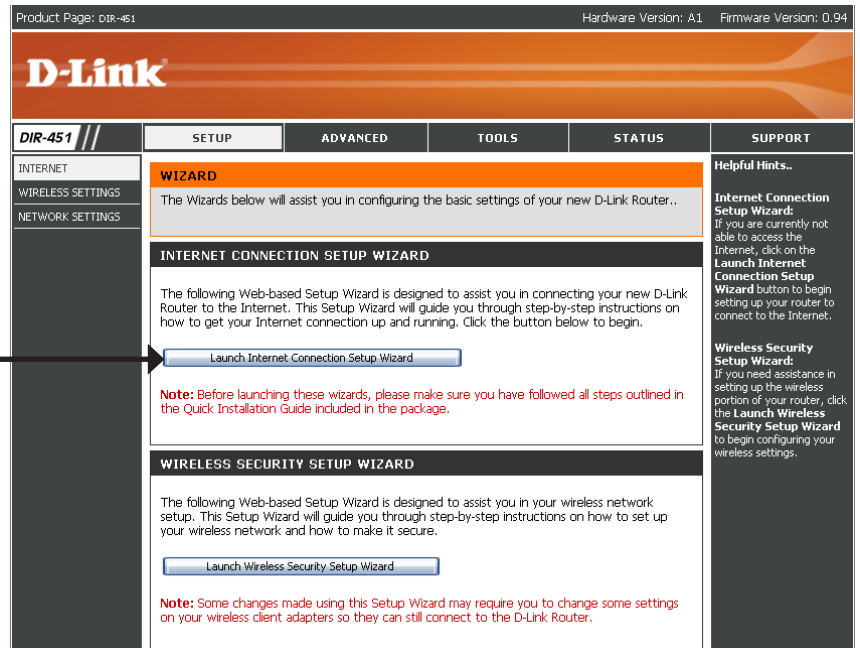 Product Page: DIR-451
Hardware Version: A1 Firmware Version: 0.94
D-Link
DIR-451 //
SETUP
ADVANCED
TOOLS
STATUS
SUPPORT
INTERNET
WIRELESS SETTINGS
NETWORK SETTINGS
WIZARD
The Wizards below will assist you in configuring the basic settings of your new D-Link Router..
INTERNET CONNECTION SETUP WIZARD
The following Web-based Setup Wizard is designed to assist you in connecting your new D-Link
Router to the Internet. This Setup Wizard will guide you through step-by-step instructions on
how to get your Internet connection up and running. Click the button below to begin.
Launch Internet Connection Setup Wizard
Note: Before launching these wizards, please make sure you have followed all steps outlined in
the Quick Installation Guide included in the package.
WIRELESS SECURITY SETUP WIZARD
The following Web-based Setup Wizard is designed to assist you in your wireless network
setup. This Setup Wizard will guide you through step-by-step instructions on how to set up
your wireless network and how to make it secure.
Launch Wireless Security Setup Wizard
Note: Some changes made using this Setup Wizard may require you to change some settings
on your wireless client adapters so they can still connect to the D-Link Router.
Helpful Hints..
Internet Connection
Setup Wizard:
If you are currently not
able to access the
Internet, click on the
Launch Internet
Connection Setup
Wizard button to begin
setting up your router to
connect to the Internet.
Wireless Security
Setup Wizard:
If you need assistance in
setting up the wireless
portion of your router, click
the Launch Wireless
Security Setup Wizard
to begin configuring your
wireless settings.